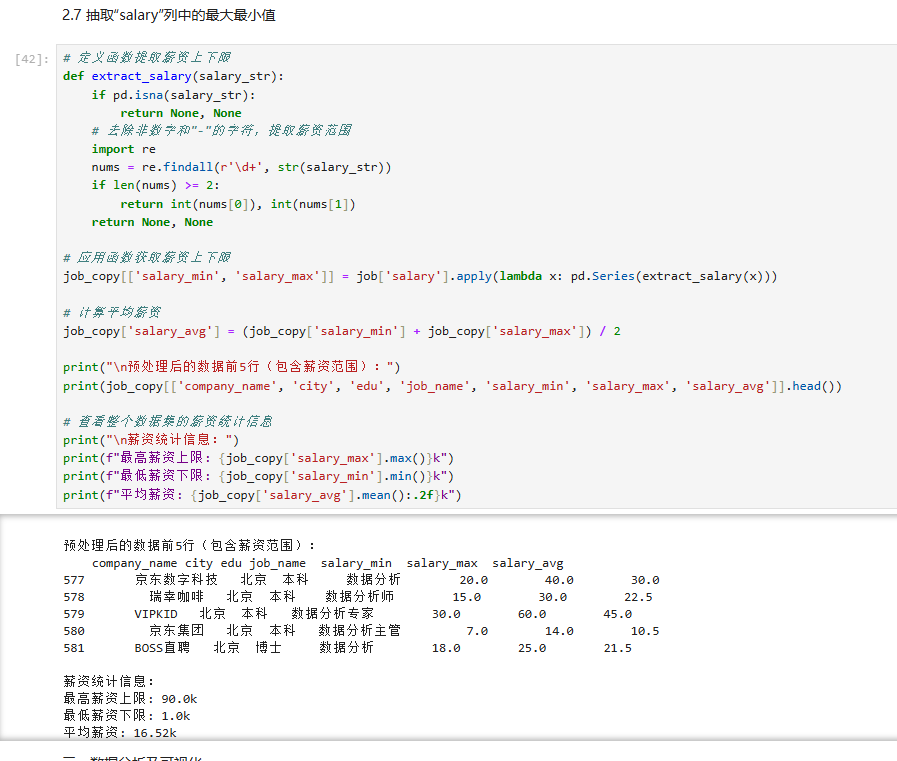 2.7 抽取“salary”列中的最大最小值
[42]:
# 定义函数提取薪资上下限
def extract_salary(salary_str):
    if pd.isna(salary_str):
        return None, None
    # 去除非数字和"-"的字符，提取薪资范围
    import re
    nums = re.findall(r'\d+', str(salary_str))
    if len(nums) >= 2:
        return int(nums[0]), int(nums[1])
    return None, None
# 应用函数获取薪资上下限
job_copy[['salary_min', 'salary_max']] = job['salary'].apply(lambda x: pd.Series(extract_salary(x)))
# 计算平均薪资
job_copy['salary_avg'] = (job_copy['salary_min'] + job_copy['salary_max']) / 2
print("\n预处理后的数据前5行（包含薪资范围）：")
print(job_copy[['company_name', 'city', 'edu', 'job_name', 'salary_min', 'salary_max', 'salary_avg']].head())
# 查看整个数据集的薪资统计信息
print("\n薪资统计信息：")
print(f"最高薪资上限：{job_copy['salary_max'].max()}k")
print(f"最低薪资下限：{job_copy['salary_min'].min()}k")
print(f"平均薪资：{job_copy['salary_avg'].mean():.2f}k")
预处理后的数据前5行（包含薪资范围）：
company_name city edu job_name salary_min salary_max salary_avg
577 京东数字科技 北京 本科 数据分析 20.0 40.0 30.0
578 瑞幸咖啡 北京 本科 数据分析师 15.0 30.0 22.5
579 VIPKID 北京 本科 数据分析专家 30.0 60.0 45.0
580 京东集团 北京 本科 数据分析主管 7.0 14.0 10.5
581 BOSS直聘 北京 博士 数据分析 18.0 25.0 21.5
薪资统计信息：
最高薪资上限：90.0k
最低薪资下限：1.0k
平均薪资：16.52k